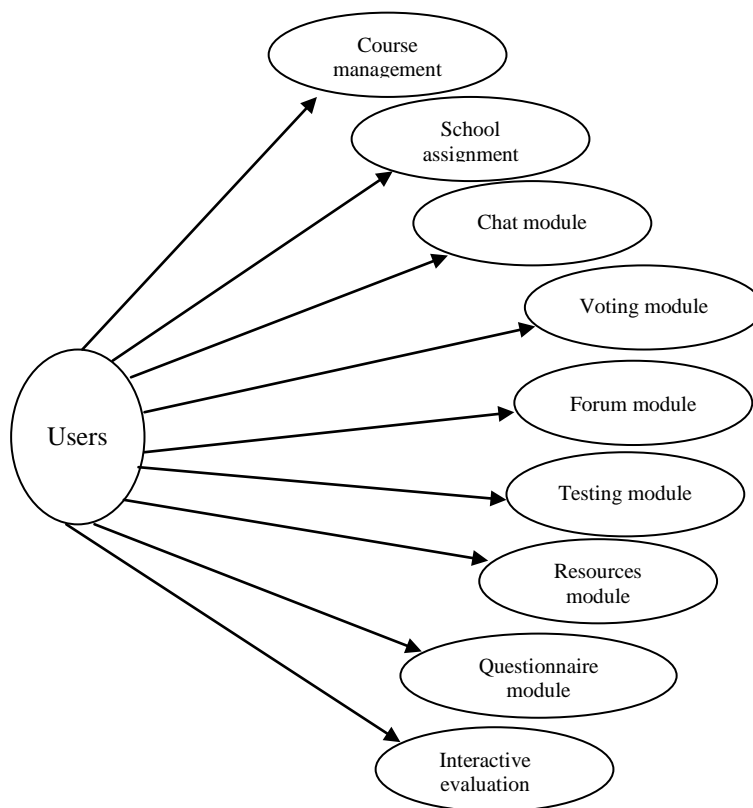 Course
management
School
assignment
Chat module
Voting module
Forum module
Users
Testing module
Resources
module
Questionnaire
module
Interactive
evaluation